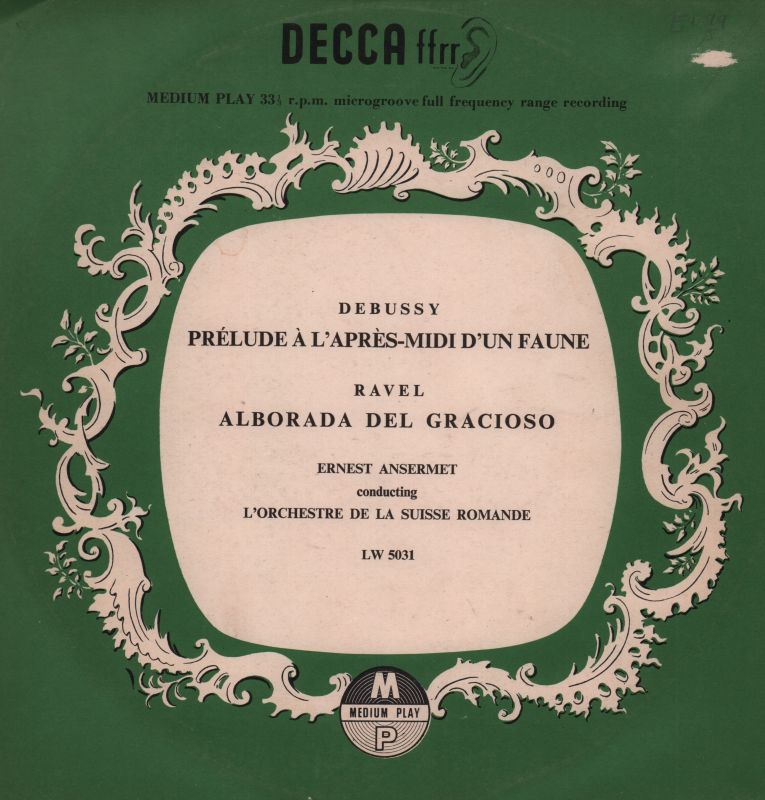 DECCA ffrr
MEDIUM PLAY 33⅓ r.p.m. microgroove full frequency range recording
DEBUSSY
PRÉLUDE À L'APRÈS-MIDI D'UN FAUNE
RAVEL
ALBORADA DEL GRACIOSO
ERNEST ANSERMET
conducting
L'ORCHESTRE DE LA SUISSE ROMANDE
LW 5031
M
MEDIUM PLAY
P